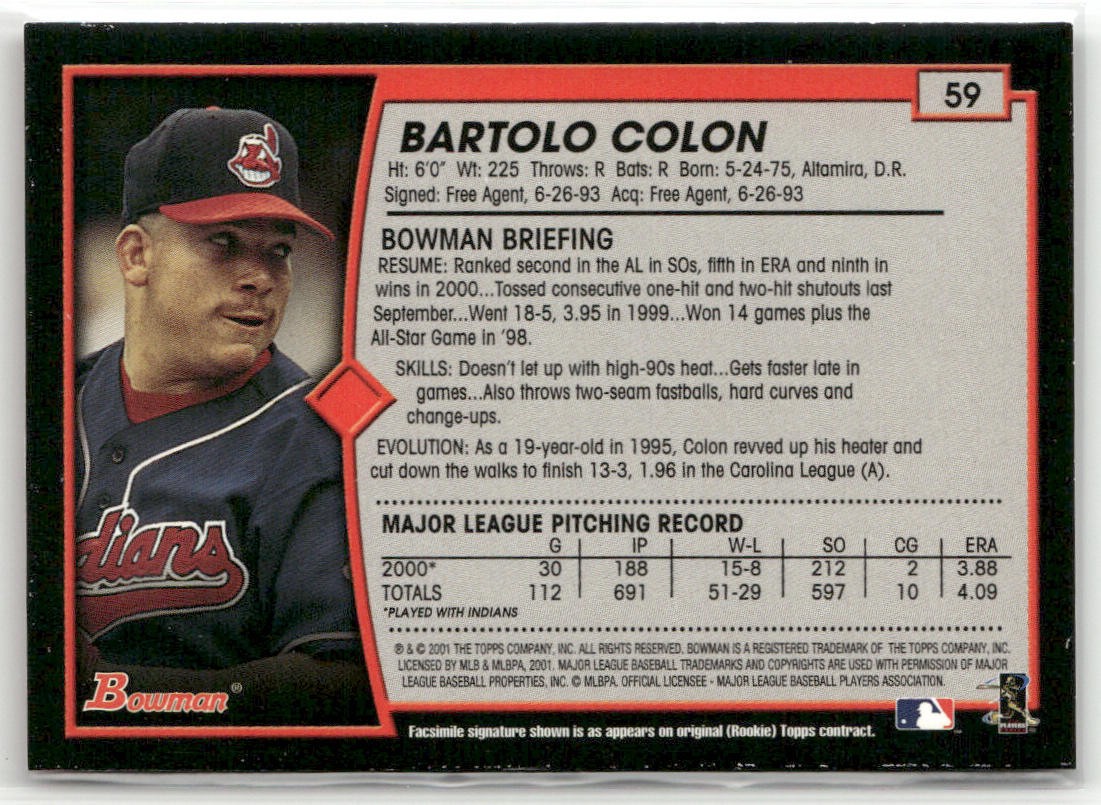 59
BARTOLO COLON
Ht: 6'0" Wt: 225 Throws: R Bats: R Born: 5-24-75, Altamira, D.R.
Signed: Free Agent, 6-26-93 Acq: Free Agent, 6-26-93
BOWMAN BRIEFING
RESUME: Ranked second in the AL in SOs, fifth in ERA and ninth in
wins in 2000...Tossed consecutive one-hit and two-hit shutouts last
September...Went 18-5, 3.95 in 1999...Won 14 games plus the
All-Star Game in '98.
SKILLS: Doesn't let up with high-90s heat...Gets faster late in
games...Also throws two-seam fastballs, hard curves and
change-ups.
EVOLUTION: As a 19-year-old in 1995, Colon revved up his heater and
cut down the walks to finish 13-3, 1.96 in the Carolina League (A).
MAJOR LEAGUE PITCHING RECORD
G IP W-L SO CG ERA
2000* 30 188 15-8 212 2 3.88
TOTALS 112 691 51-29 597 10 4.09
*PLAYED WITH INDIANS
® & © 2001 THE TOPPS COMPANY, INC. ALL RIGHTS RESERVED. BOWMAN IS A REGISTERED TRADEMARK OF THE TOPPS COMPANY, INC.
LICENSED BY MLB & MLBPA, 2001. MAJOR LEAGUE BASEBALL TRADEMARKS AND COPYRIGHTS ARE USED WITH PERMISSION OF MAJOR
LEAGUE BASEBALL PROPERTIES, INC. © MLBPA. OFFICIAL LICENSEE - MAJOR LEAGUE BASEBALL PLAYERS ASSOCIATION.
dians
Bowman®
Facsimile signature shown is as appears on original (Rookie) Topps contract.
PLAYERS